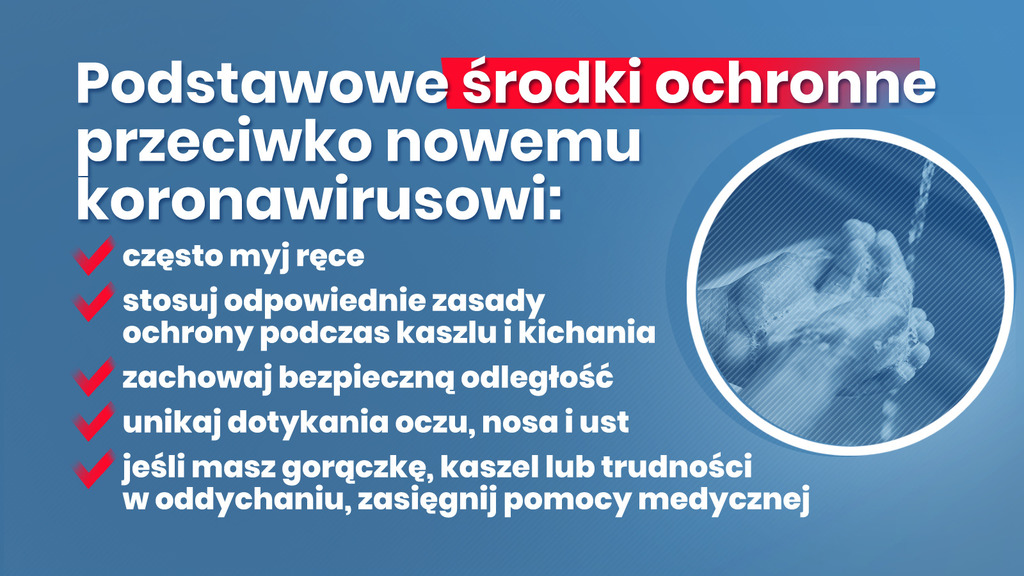 Podstawowe środki ochronne
przeciwko nowemu
koronawirusowi:
często myj ręce
stosuj odpowiednie zasady
ochrony podczas kaszlu i kichania
zachowaj bezpieczną odległość
unikaj dotykania oczu, nosa i ust
jeśli masz gorączkę, kaszel lub trudności
w oddychaniu, zasięgnij pomocy medycznej